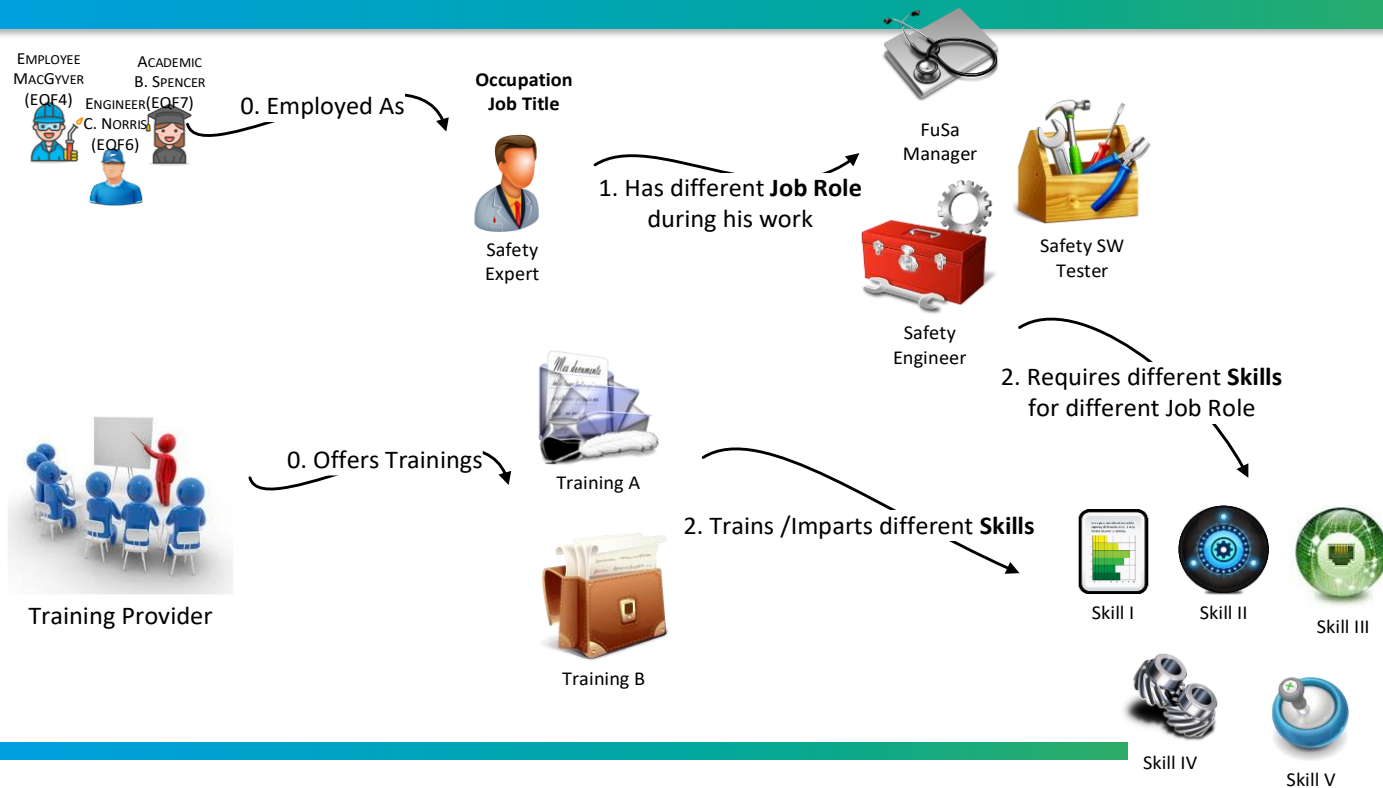 EMPLOYEE
MACGYVER
(EQF4)
ACADEMIC
B. SPENCER
(EQF7)
ENGINEER
C. NORRIS
(EQF6)
0. Employed As
Occupation
Job Title
Safety
Expert
1. Has different Job Role
during his work
FuSa
Manager
Safety SW
Tester
Safety
Engineer
2. Requires different Skills
for different Job Role
Training Provider
0. Offers Trainings
Mes documents
Training A
Training B
2. Trains /Imparts different Skills
Skill I
Skill II
Skill III
Skill IV
Skill V